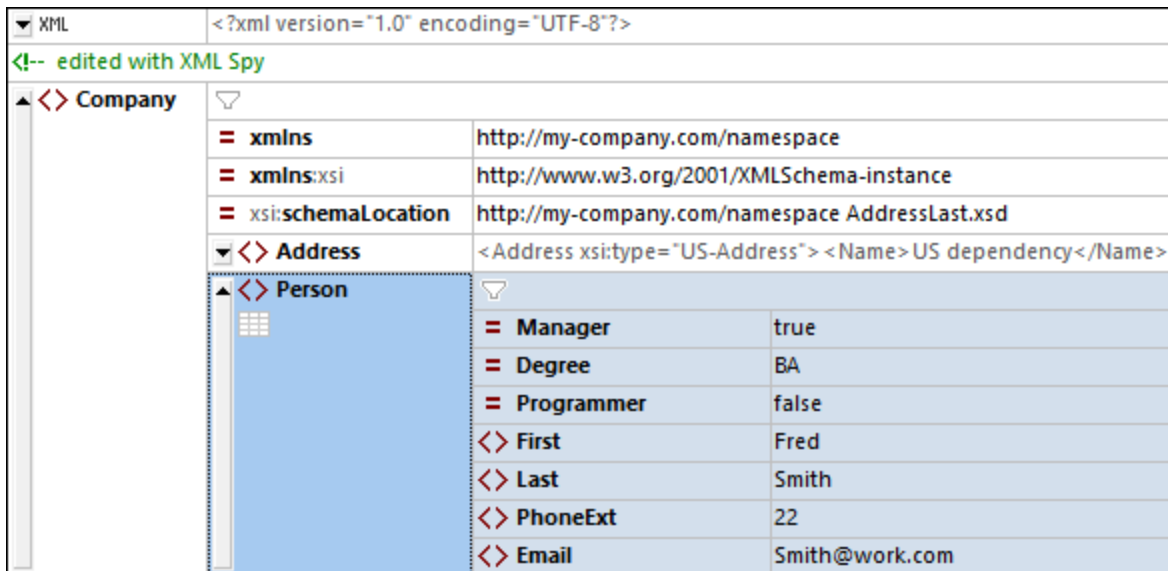 XML <?xml version="1.0" encoding="UTF-8"?>
<!-- edited with XML Spy
<> Company
= xmlns http://my-company.com/namespace
= xmlns:xsi http://www.w3.org/2001/XMLSchema-instance
= xsi:schemaLocation http://my-company.com/namespace AddressLast.xsd
<> Address <Address xsi:type="US-Address"><Name>US dependency</Name>
<> Person
= Manager true
= Degree BA
= Programmer false
<> First Fred
<> Last Smith
<> PhoneExt 22
<> Email Smith@work.com